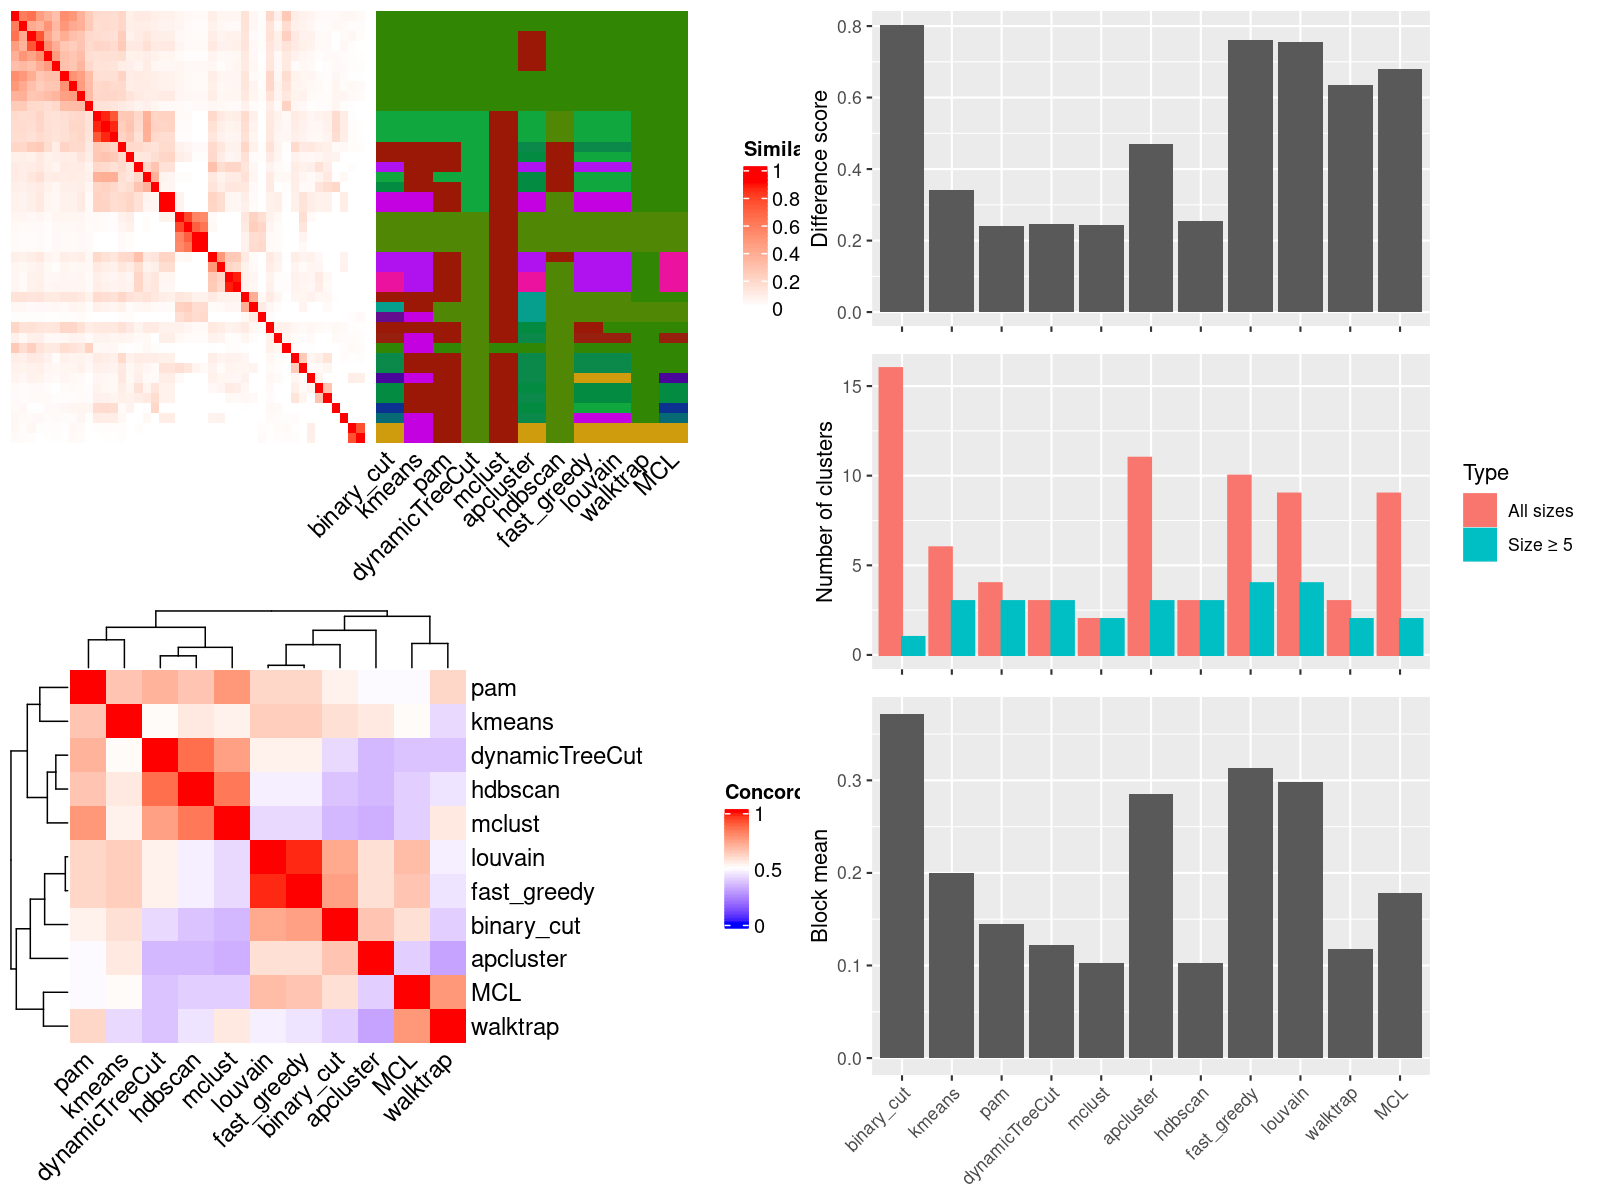 Simila
1
0.8
0.6
0.4
0.2
0
binary_cut
kmeans
pam
dynamicTreeCut
mclust
apcluster
hdbscan
fast_greedy
louvain
walktrap
MCL
pam
kmeans
dynamicTreeCut
hdbscan
mclust
louvain
fast_greedy
binary_cut
apcluster
MCL
walktrap
Concord
1
0.5
0
pam
kmeans
dynamicTreeCut
hdbscan
mclust
louvain
fast_greedy
binary_cut
apcluster
MCL
walktrap
Difference score
0.8
0.6
0.4
0.2
0.0
Number of clusters
15
10
5
0
Type
All sizes
Size ≥ 5
Block mean
0.3
0.2
0.1
0.0
binary_cut
kmeans
pam
dynamicTreeCut
mclust
apcluster
hdbscan
fast_greedy
louvain
walktrap
MCL